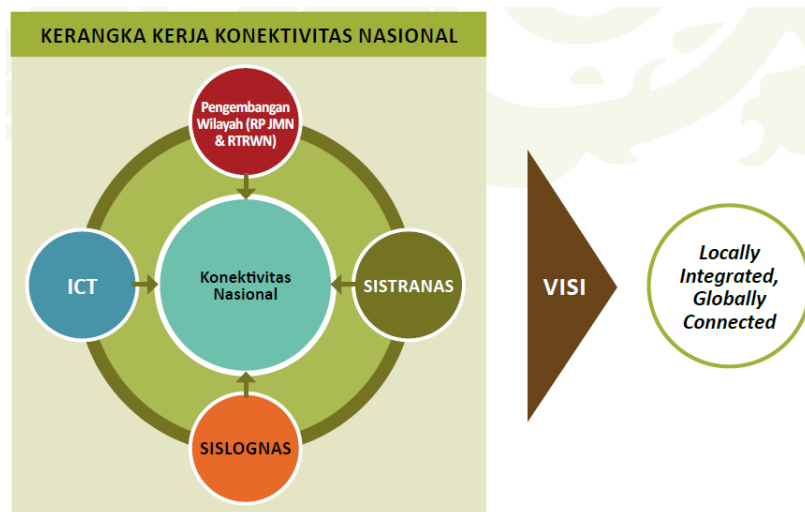 KERANGKA KERJA KONEKTIVITAS NASIONAL
Pengembangan
Wilayah (RP JMN
& RTRWN)
ICT
Konektivitas
Nasional
SISTRANAS
SISLOGNAS
VISI
Locally
Integrated,
Globally
Connected